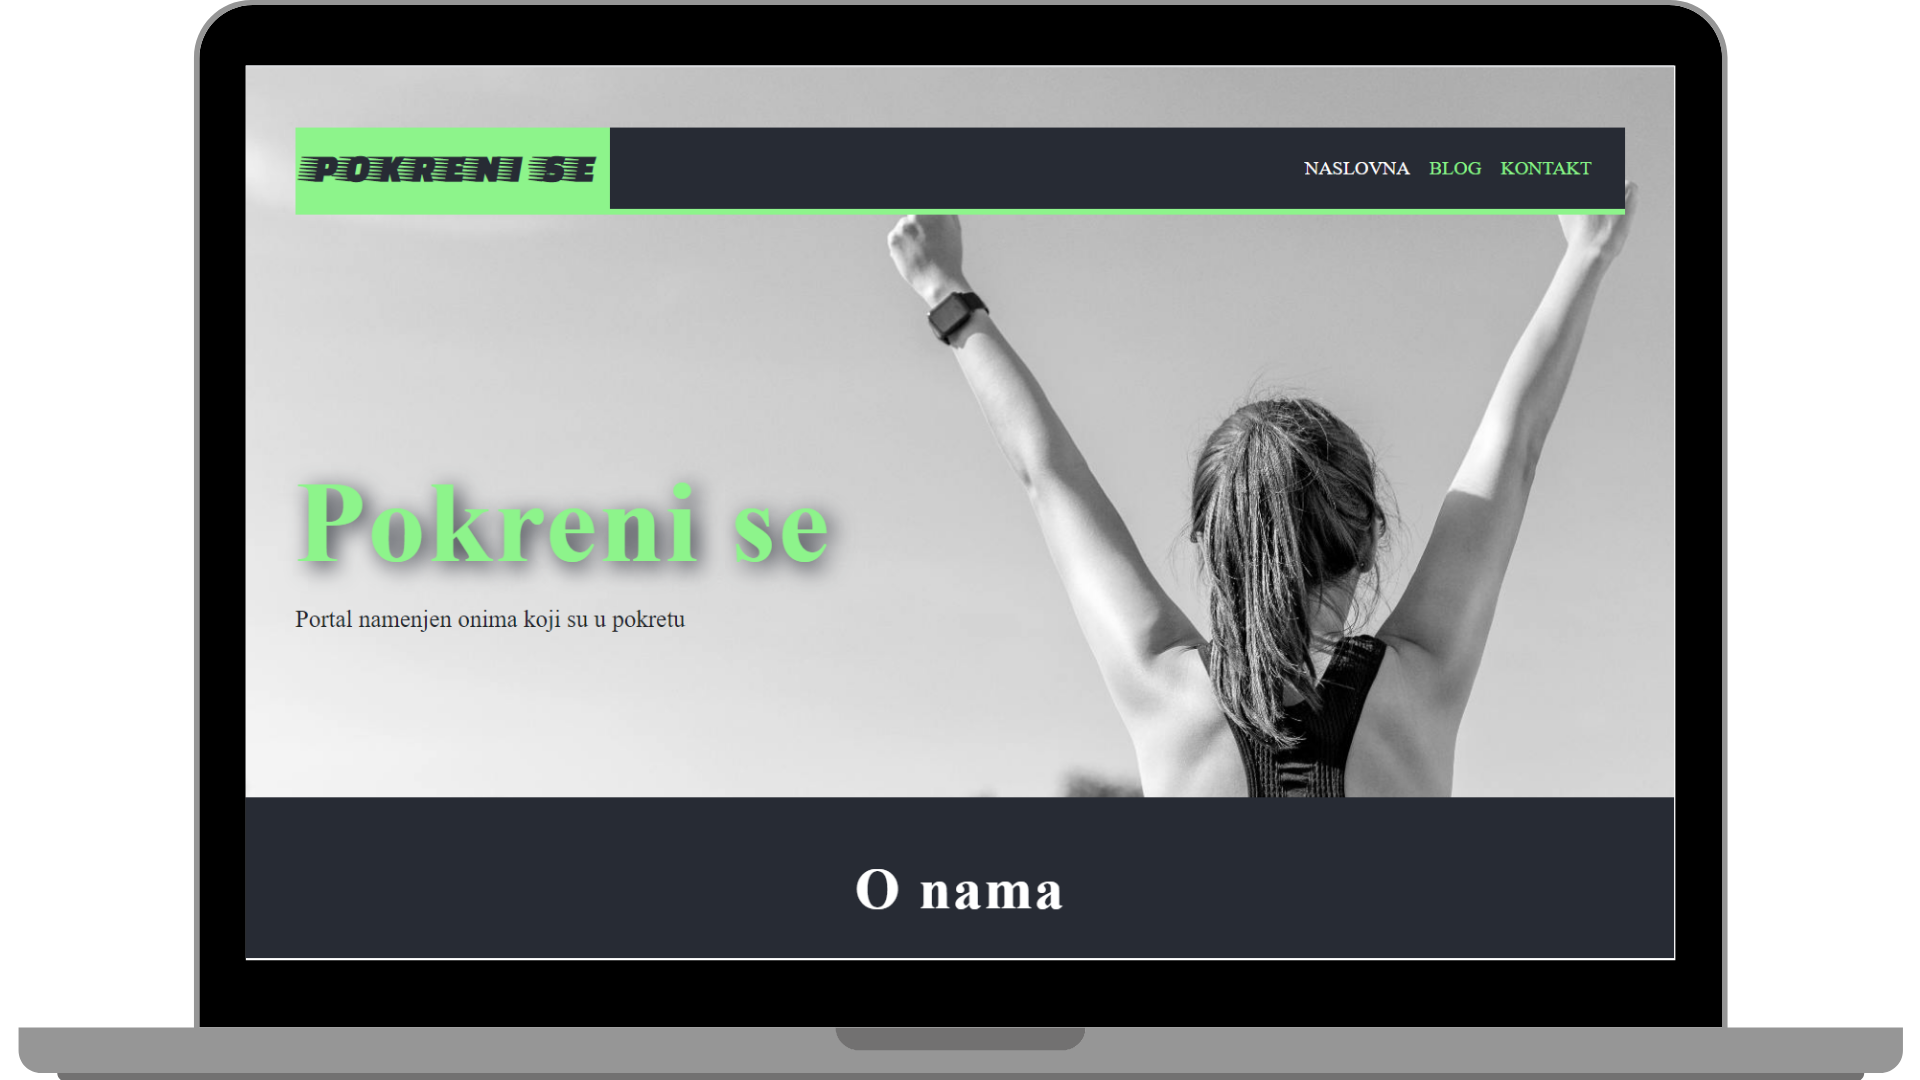 POKRENI SE
NASLOVNA BLOG KONTAKT
Pokreni se
Portal namenjen onima koji su u pokretu
O nama